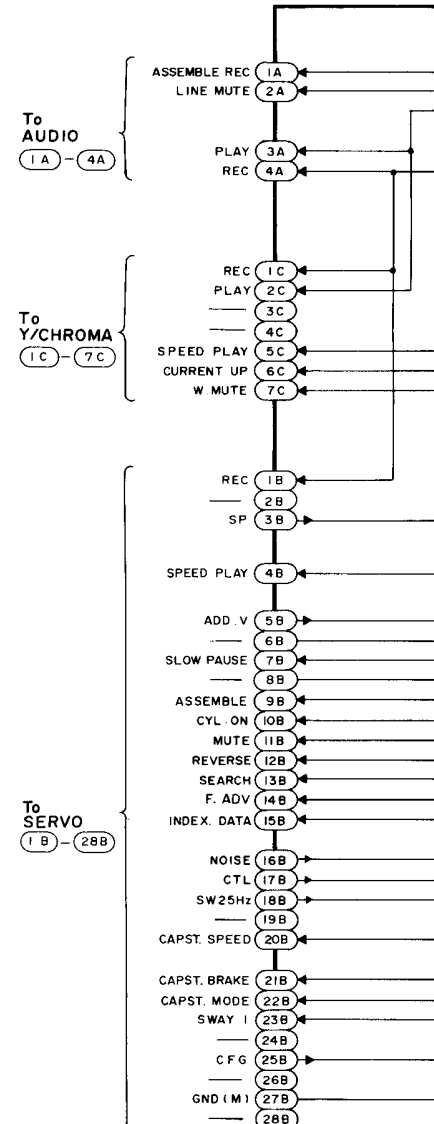 ASSEMBLE REC 1A
LINE MUTE 2A
To
AUDIO
1A - 4A
PLAY 3A
REC 4A
REC 1C
PLAY 2C
— 3C
— 4C
To
Y/CHROMA
1C - 7C
SPEED PLAY 5C
CURRENT UP 6C
W. MUTE 7C
REC 1B
— 2B
SP 3B
SPEED PLAY 4B
ADD. V 5B
— 6B
SLOW PAUSE 7B
— 8B
ASSEMBLE 9B
CYL. ON 10B
MUTE 11B
REVERSE 12B
SEARCH 13B
F. ADV 14B
INDEX. DATA 15B
To
SERVO
1B - 28B
NOISE 16B
CTL 17B
SW25Hz 18B
— 19B
CAPST. SPEED 20B
CAPST. BRAKE 21B
CAPST. MODE 22B
SWAY 1 23B
— 24B
CFG 25B
— 26B
GND (M) 27B
— 28B